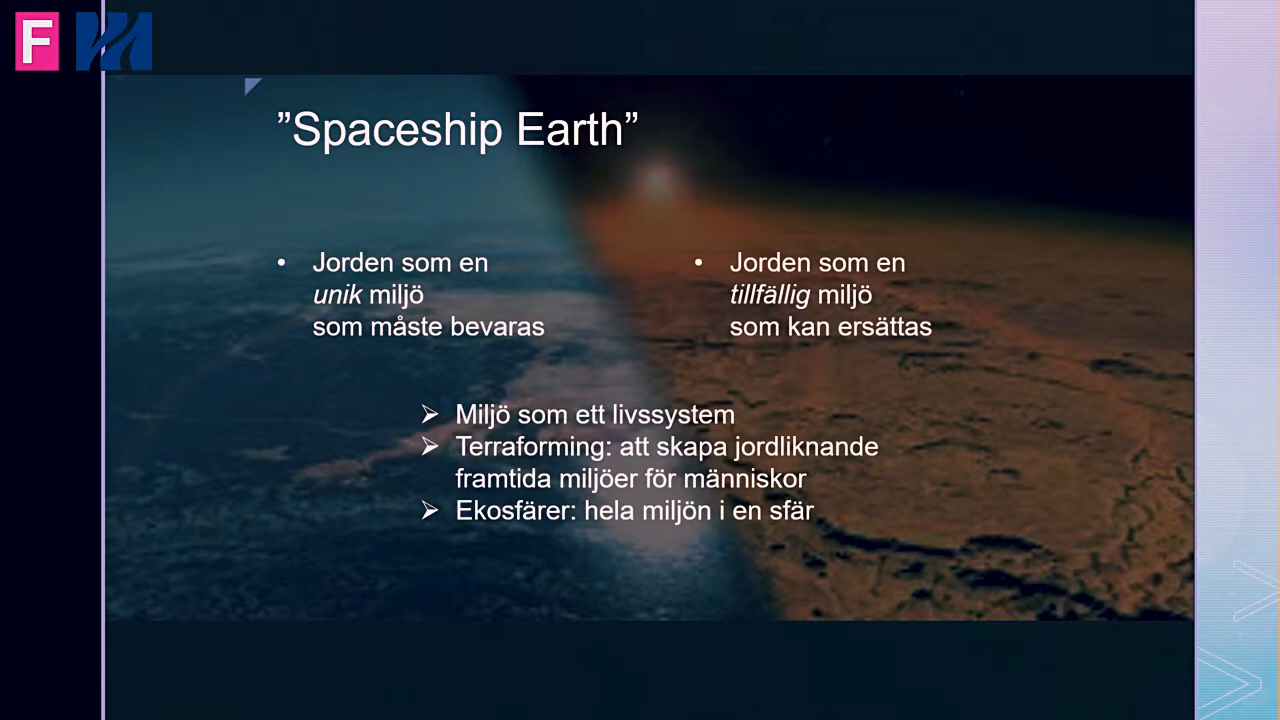 F
”Spaceship Earth”
• Jorden som en
unik miljö
som måste bevaras
• Jorden som en
tillfällig miljö
som kan ersättas
➢ Miljö som ett livssystem
➢ Terraforming: att skapa jordliknande
framtida miljöer för människor
➢ Ekosfärer: hela miljön i en sfär